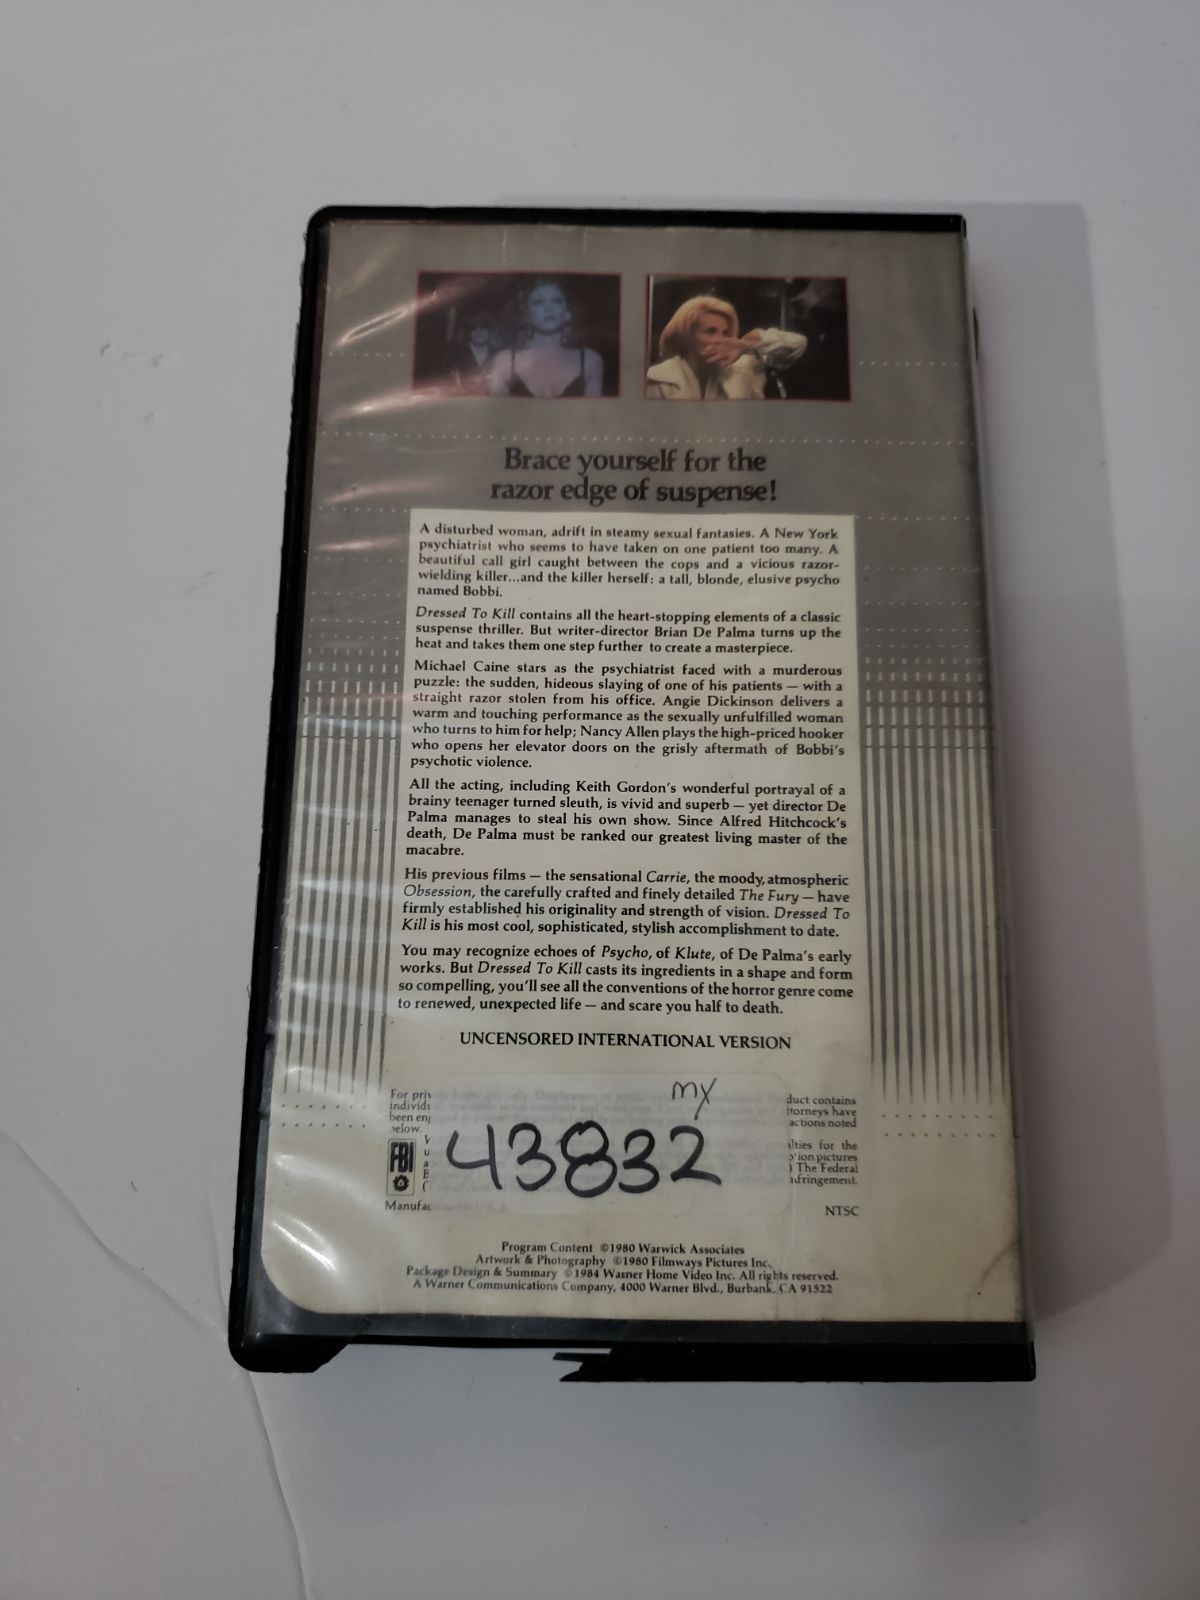 Brace yourself for the
razor edge of suspense!
A disturbed woman, adrift in steamy sexual fantasies. A New York
psychiatrist who seems to have taken on one patient too many. A
beautiful call girl caught between the cops and a vicious razor-
wielding killer...and the killer herself: a tall, blonde, elusive psycho
named Bobbi.
Dressed To Kill contains all the heart-stopping elements of a classic
suspense thriller. But writer-director Brian De Palma turns up the
heat and takes them one step further to create a masterpiece.
Michael Caine stars as the psychiatrist faced with a murderous
puzzle: the sudden, hideous slaying of one of his patients — with a
straight razor stolen from his office. Angie Dickinson delivers a
warm and touching performance as the sexually unfulfilled woman
who turns to him for help; Nancy Allen plays the high-priced hooker
who opens her elevator doors on the grisly aftermath of Bobbi's
psychotic violence.
All the acting, including Keith Gordon's wonderful portrayal of a
brainy teenager turned sleuth, is vivid and superb — yet director De
Palma manages to steal his own show. Since Alfred Hitchcock's
death, De Palma must be ranked our greatest living master of the
macabre.
His previous films — the sensational Carrie, the moody, atmospheric
Obsession, the carefully crafted and finely detailed The Fury — have
firmly established his originality and strength of vision. Dressed To
Kill is his most cool, sophisticated, stylish accomplishment to date.
You may recognize echoes of Psycho, of Klute, of De Palma's early
works. But Dressed To Kill casts its ingredients in a shape and form
so compelling, you'll see all the conventions of the horror genre come
to renewed, unexpected life — and scare you half to death.
UNCENSORED INTERNATIONAL VERSION
For duct contains
have
been actions noted
for the
pictures
The Federal
FBI
my
43832
NTSC
Program Content ©1980 Warwick Associates
Artwork & Photography ©1980 Filmways Pictures Inc.
Package Design & Summary ©1984 Warner Home Video Inc. All rights reserved.
A Warner Communications Company, 4000 Warner Blvd., Burbank, CA 91522